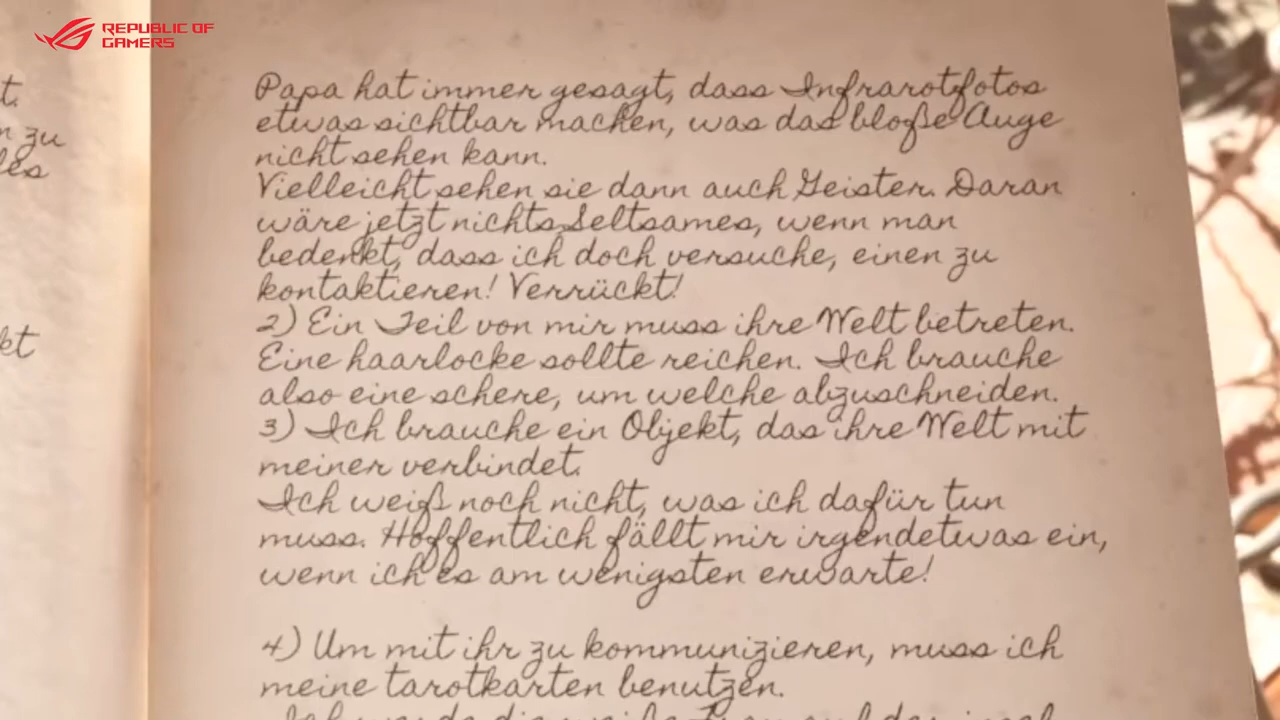 REPUBLIC OF
GAMERS
t.
n zu
les
kt
Papa hat immer gesagt, dass Infrarotfotos
etwas sichtbar machen, was das bloße Auge
nicht sehen kann.
Vielleicht sehen sie dann auch Geister. Daran
wäre jetzt nichts Seltsames, wenn man
bedenkt, dass ich doch versuche, einen zu
kontaktieren! Verrückt!
2) Ein Teil von mir muss ihre Welt betreten.
Eine haarlocke sollte reichen. Ich brauche
also eine schere, um welche abzuschneiden.
3) Ich brauche ein Objekt, das ihre Welt mit
meiner verbindet.
Ich weiß noch nicht, was ich dafür tun
muss. Hoffentlich fällt mir irgendetwas ein,
wenn ich es am wenigsten erwarte!
4) Um mit ihr zu kommunizieren, muss ich
meine tarotkarten benutzen.